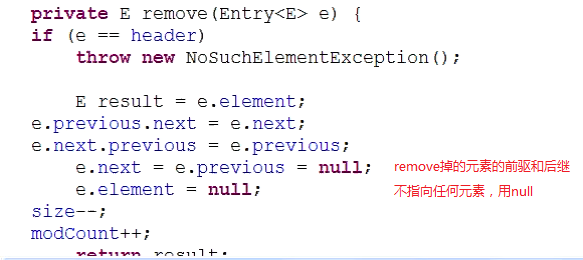 private E remove(Entry<E> e) {
if (e == header)
throw new NoSuchElementException();
E result = e.element;
e.previous.next = e.next;
e.next.previous = e.previous;
e.next = e.previous = null; remove掉的元素的前驱和后继
e.element = null; 不指向任何元素，用null
size--;
modCount++;
return result;